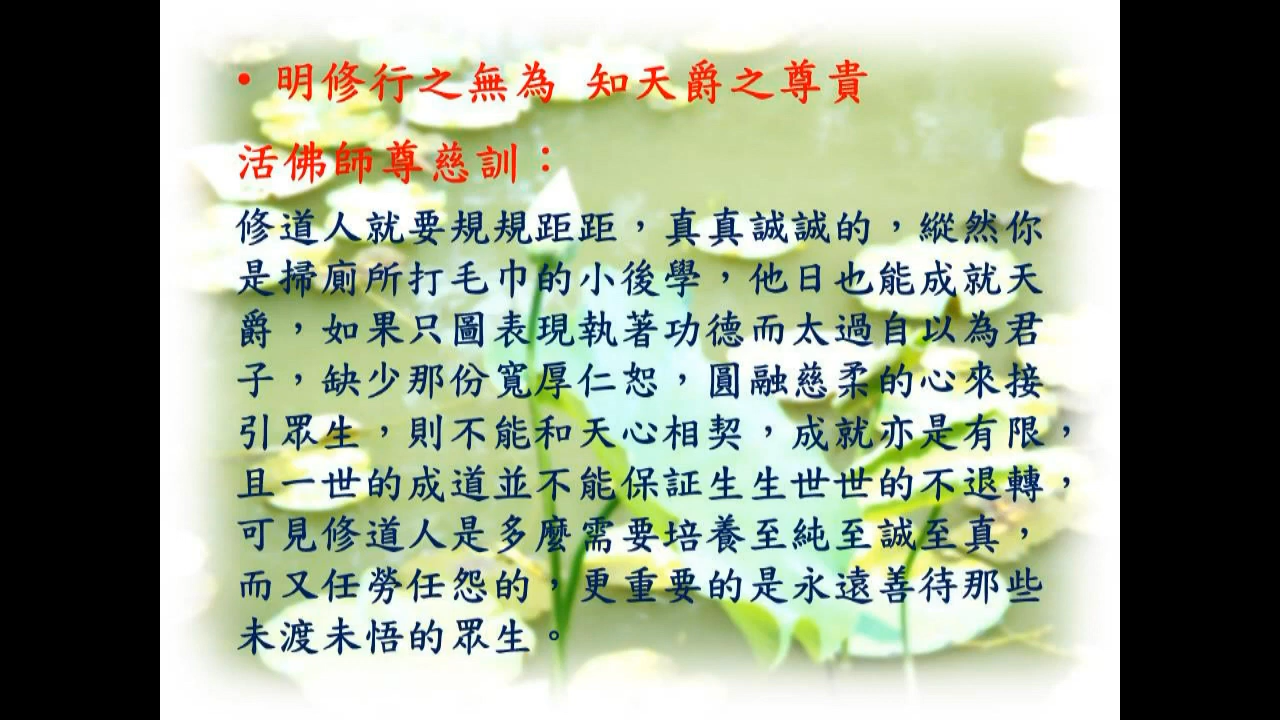 • 明修行之無為 知天爵之尊貴
活佛師尊慈訓：
修道人就要規規距距，真真誠誠的，縱然你
是掃廁所打毛巾的小後學，他日也能成就天
爵，如果只圖表現執著功德而太過自以為君
子，缺少那份寬厚仁恕，圓融慈柔的心來接
引眾生，則不能和天心相契，成就亦是有限，
且一世的成道並不能保証生生世世的不退轉，
可見修道人是多麼需要培養至純至誠至真，
而又任勞任怨的，更重要的是永遠善待那些
未渡未悟的眾生。